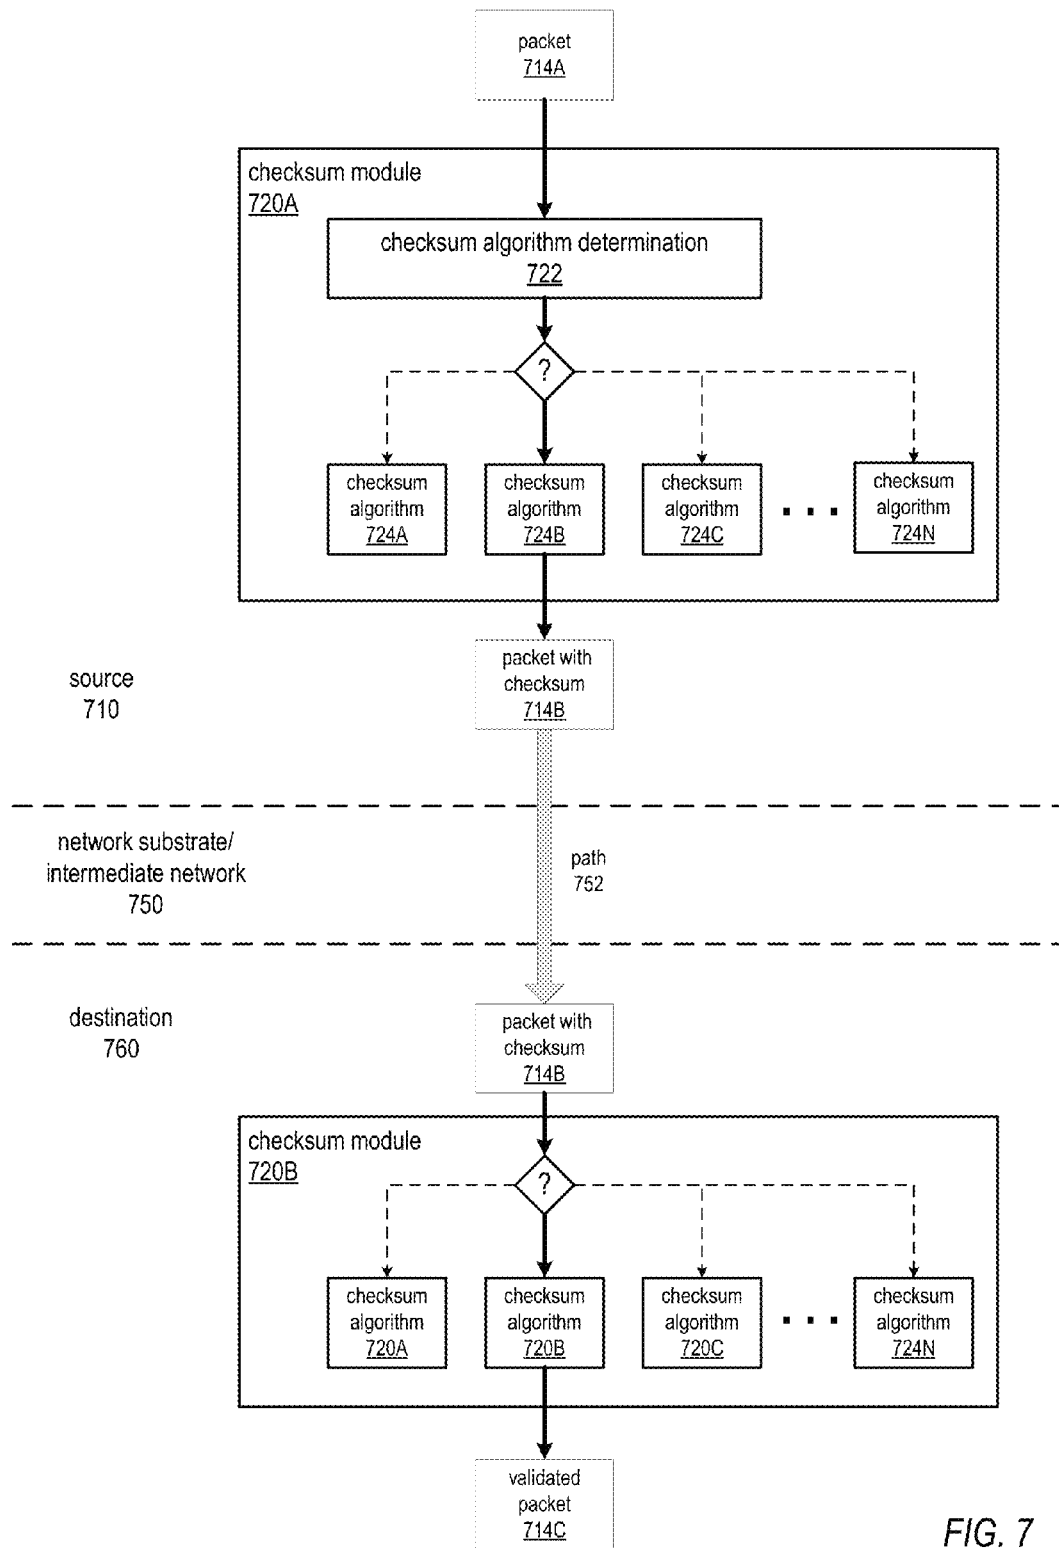 packet
714A
checksum module
720A
checksum algorithm determination
722
?
checksum
algorithm
724A
checksum
algorithm
724B
checksum
algorithm
724C
. . .
checksum
algorithm
724N
packet with
checksum
714B
source
710
network substrate/
intermediate network
750
path
752
destination
760
packet with
checksum
714B
checksum module
720B
?
checksum
algorithm
720A
checksum
algorithm
720B
checksum
algorithm
720C
. . .
checksum
algorithm
724N
validated
packet
714C
FIG. 7